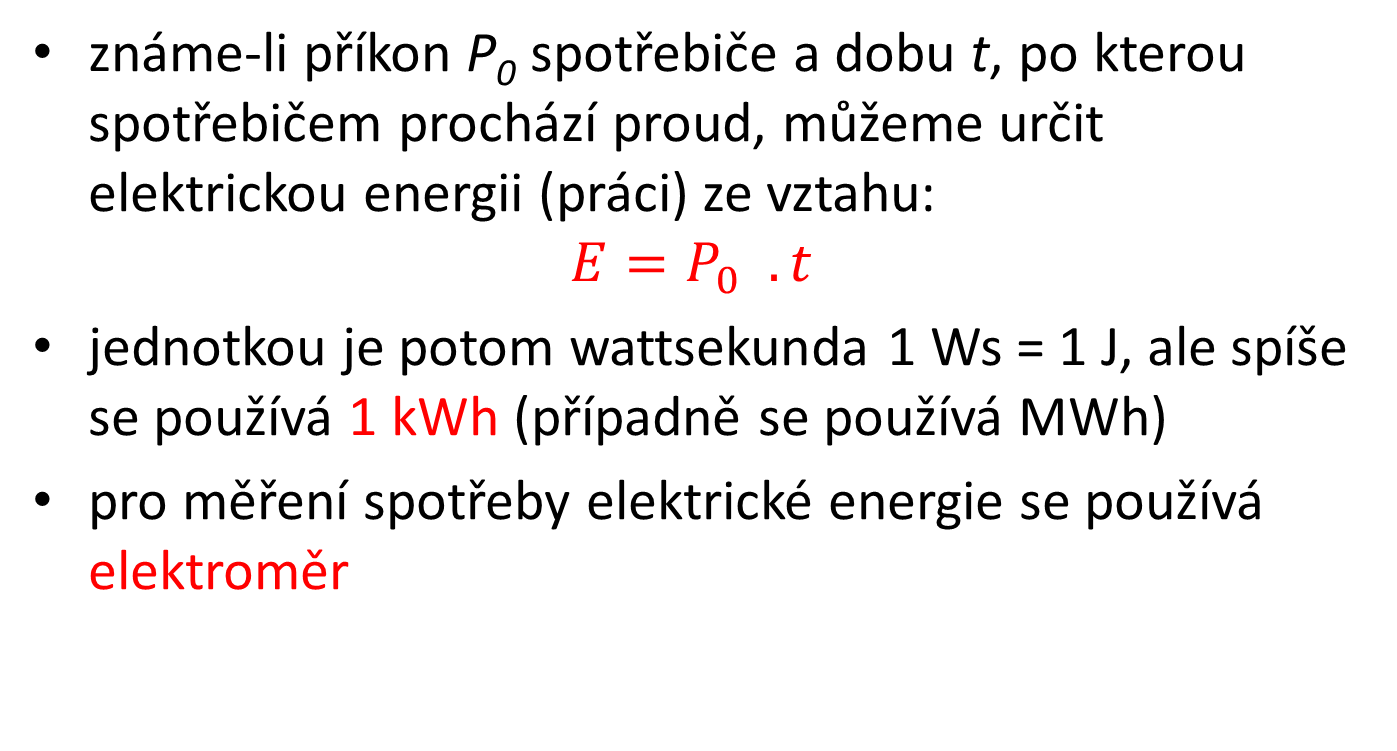 • známe-li příkon P₀ spotřebiče a dobu t, po kterou
spotřebičem prochází proud, můžeme určit
elektrickou energii (práci) ze vztahu:
E = P₀ . t
• jednotkou je potom wattsekunda 1 Ws = 1 J, ale spíše
se používá 1 kWh (případně se používá MWh)
• pro měření spotřeby elektrické energie se používá
elektroměr